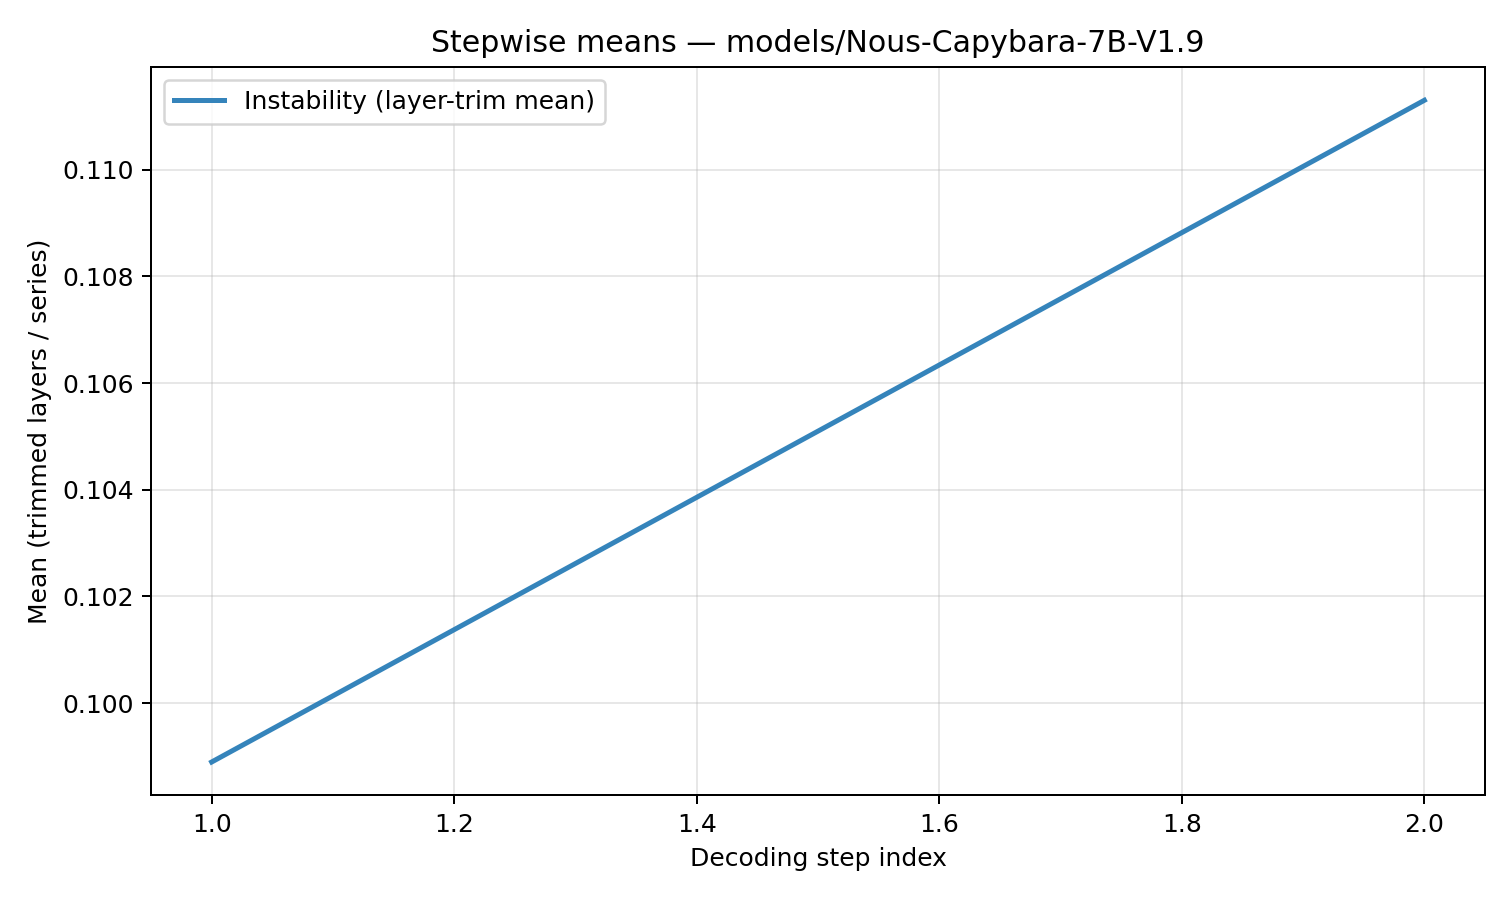 Stepwise means — models/Nous-Capybara-7B-V1.9
Instability (layer-trim mean)
Mean (trimmed layers / series)
0.110
0.108
0.106
0.104
0.102
0.100
1.0 1.2 1.4 1.6 1.8 2.0
Decoding step index